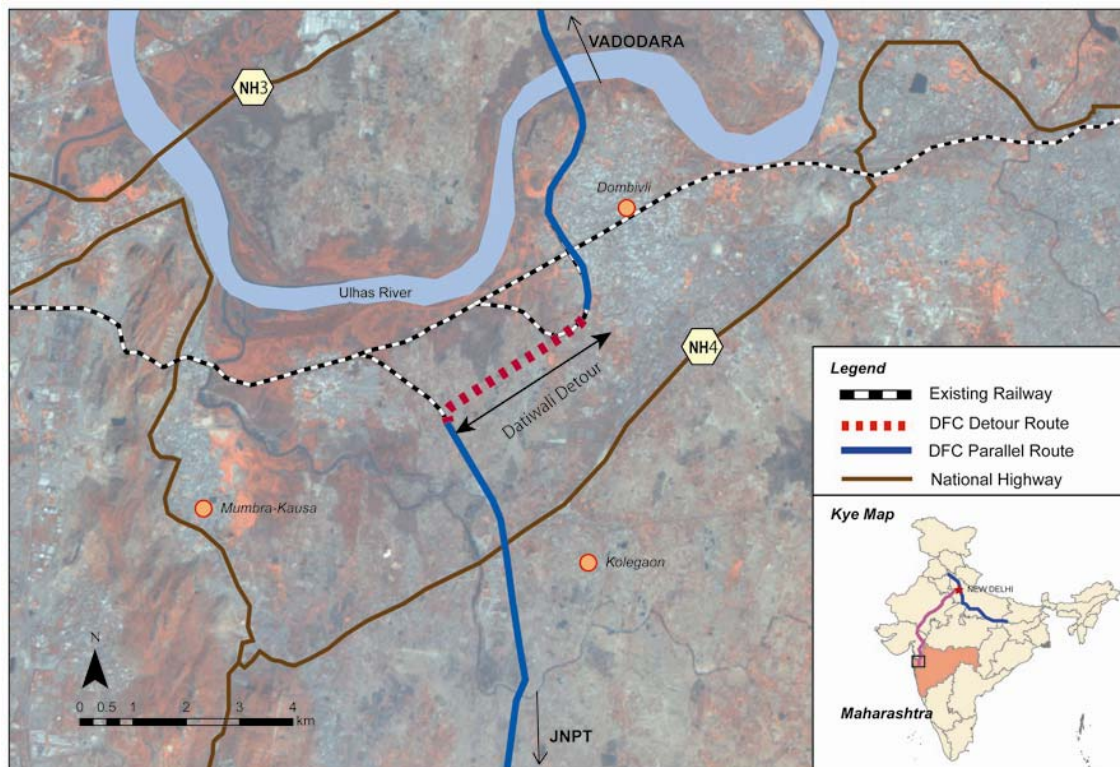 VADODARA
NH3
Dombivli
Ulhas River
NH4
Datiwali Detour
Mumbra-Kausa
Kolegaon
N
0 0.5 1 2 3 4
km
JNPT
Legend
Existing Railway
DFC Detour Route
DFC Parallel Route
National Highway
Kye Map
NEW DELHI
Maharashtra